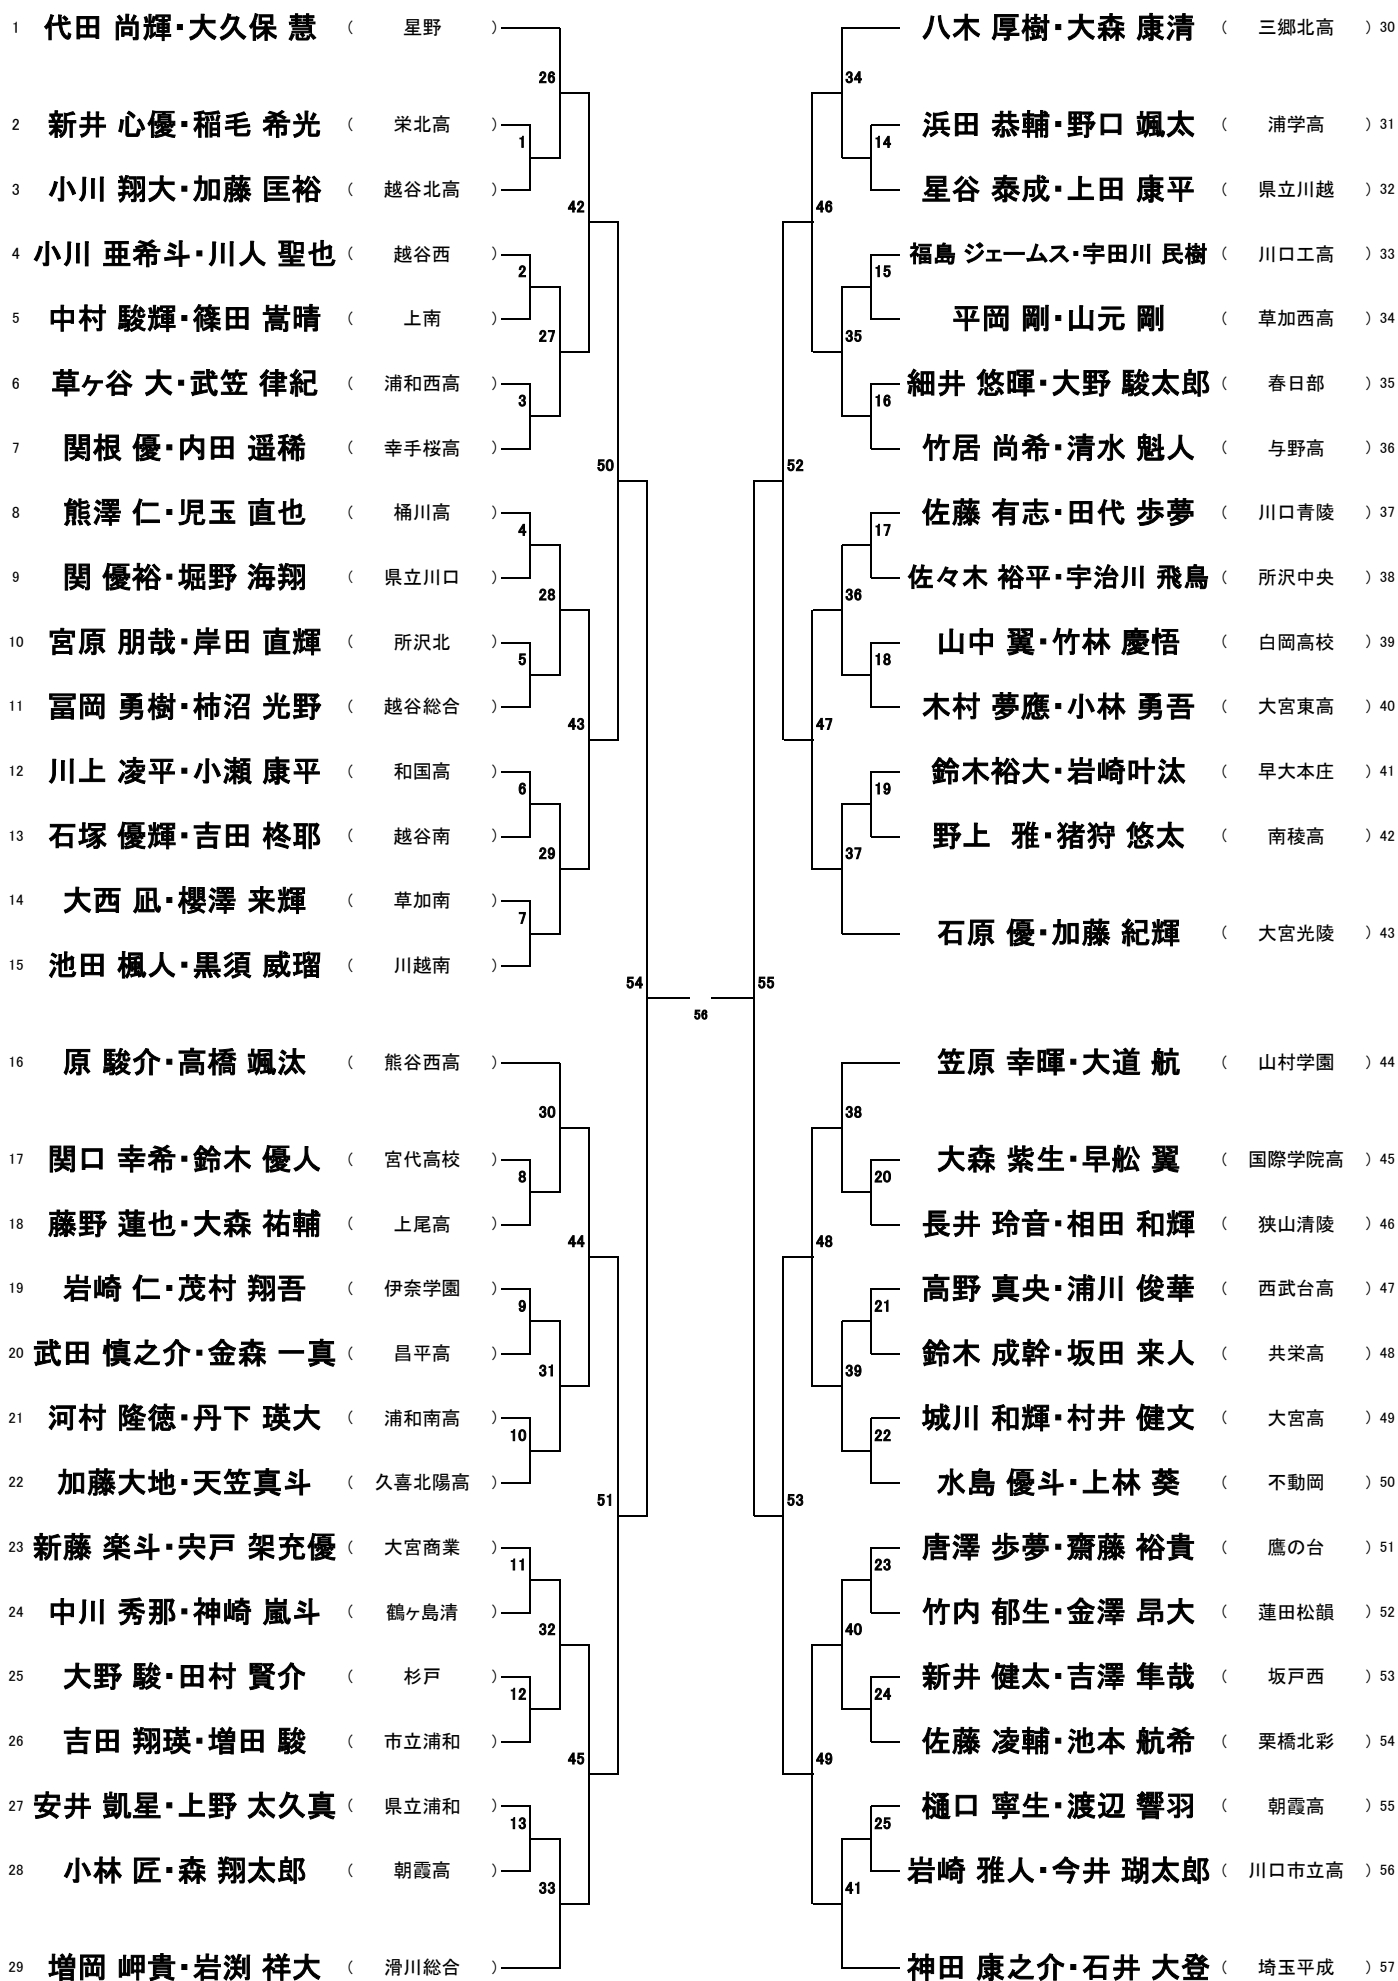 1 代田 尚輝・大久保 慧 ( 星野 )
26
2 新井 心優・稲毛 希光 ( 栄北高 )
1
3 小川 翔大・加藤 匡裕 ( 越谷北高 )
42
4 小川 亜希斗・川人 聖也 ( 越谷西 )
2
5 中村 駿輝・篠田 嵩晴 ( 上南 )
27
6 草ヶ谷 大・武笠 律紀 ( 浦和西高 )
3
7 関根 優・内田 遥稀 ( 幸手桜高 )
50
8 熊澤 仁・児玉 直也 ( 桶川高 )
4
9 関 優裕・堀野 海翔 ( 県立川口 )
28
10 宮原 朋哉・岸田 直輝 ( 所沢北 )
5
11 冨岡 勇樹・柿沼 光野 ( 越谷総合 )
43
12 川上 凌平・小瀬 康平 ( 和国高 )
6
13 石塚 優輝・吉田 柊耶 ( 越谷南 )
29
14 大西 凪・櫻澤 来輝 ( 草加南 )
7
15 池田 楓人・黒須 威瑠 ( 川越南 )
54
16 原 駿介・高橋 颯汰 ( 熊谷西高 )
30
17 関口 幸希・鈴木 優人 ( 宮代高校 )
8
18 藤野 蓮也・大森 祐輔 ( 上尾高 )
44
19 岩崎 仁・茂村 翔吾 ( 伊奈学園 )
9
20 武田 慎之介・金森 一真 ( 昌平高 )
31
21 河村 隆徳・丹下 瑛大 ( 浦和南高 )
10
22 加藤大地・天笠真斗 ( 久喜北陽高 )
51
23 新藤 楽斗・宍戸 架充優 ( 大宮商業 )
11
24 中川 秀那・神崎 嵐斗 ( 鶴ヶ島清 )
32
25 大野 駿・田村 賢介 ( 杉戸 )
12
26 吉田 翔瑛・増田 駿 ( 市立浦和 )
45
27 安井 凱星・上野 太久真 ( 県立浦和 )
13
28 小林 匠・森 翔太郎 ( 朝霞高 )
33
29 増岡 岬貴・岩渕 祥大 ( 滑川総合 )
56
八木 厚樹・大森 康清 ( 三郷北高 ) 30
34
浜田 恭輔・野口 颯太 ( 浦学高 ) 31
14
星谷 泰成・上田 康平 ( 県立川越 ) 32
46
福島 ジェームス・宇田川 民樹 ( 川口工高 ) 33
15
平岡 剛・山元 剛 ( 草加西高 ) 34
35
細井 悠暉・大野 駿太郎 ( 春日部 ) 35
16
竹居 尚希・清水 魁人 ( 与野高 ) 36
52
佐藤 有志・田代 歩夢 ( 川口青陵 ) 37
17
佐々木 裕平・宇治川 飛鳥 ( 所沢中央 ) 38
36
山中 翼・竹林 慶悟 ( 白岡高校 ) 39
18
木村 夢應・小林 勇吾 ( 大宮東高 ) 40
47
鈴木裕大・岩崎叶汰 ( 早大本庄 ) 41
19
野上 雅・猪狩 悠太 ( 南稜高 ) 42
37
石原 優・加藤 紀輝 ( 大宮光陵 ) 43
55
笠原 幸暉・大道 航 ( 山村学園 ) 44
38
大森 紫生・早舩 翼 ( 国際学院高 ) 45
20
長井 玲音・相田 和輝 ( 狭山清陵 ) 46
48
高野 真央・浦川 俊華 ( 西武台高 ) 47
21
鈴木 成幹・坂田 来人 ( 共栄高 ) 48
39
城川 和輝・村井 健文 ( 大宮高 ) 49
22
水島 優斗・上林 葵 ( 不動岡 ) 50
53
唐澤 歩夢・齋藤 裕貴 ( 鷹の台 ) 51
23
竹内 郁生・金澤 昂大 ( 蓮田松韻 ) 52
40
新井 健太・吉澤 隼哉 ( 坂戸西 ) 53
24
佐藤 凌輔・池本 航希 ( 栗橋北彩 ) 54
49
樋口 寧生・渡辺 響羽 ( 朝霞高 ) 55
25
岩崎 雅人・今井 瑚太郎 ( 川口市立高 ) 56
41
神田 康之介・石井 大登 ( 埼玉平成 ) 57